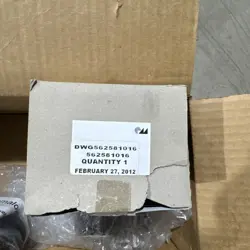 DWG562581016
562581016
QUANTITY 1
FEBRUARY 27, 2012